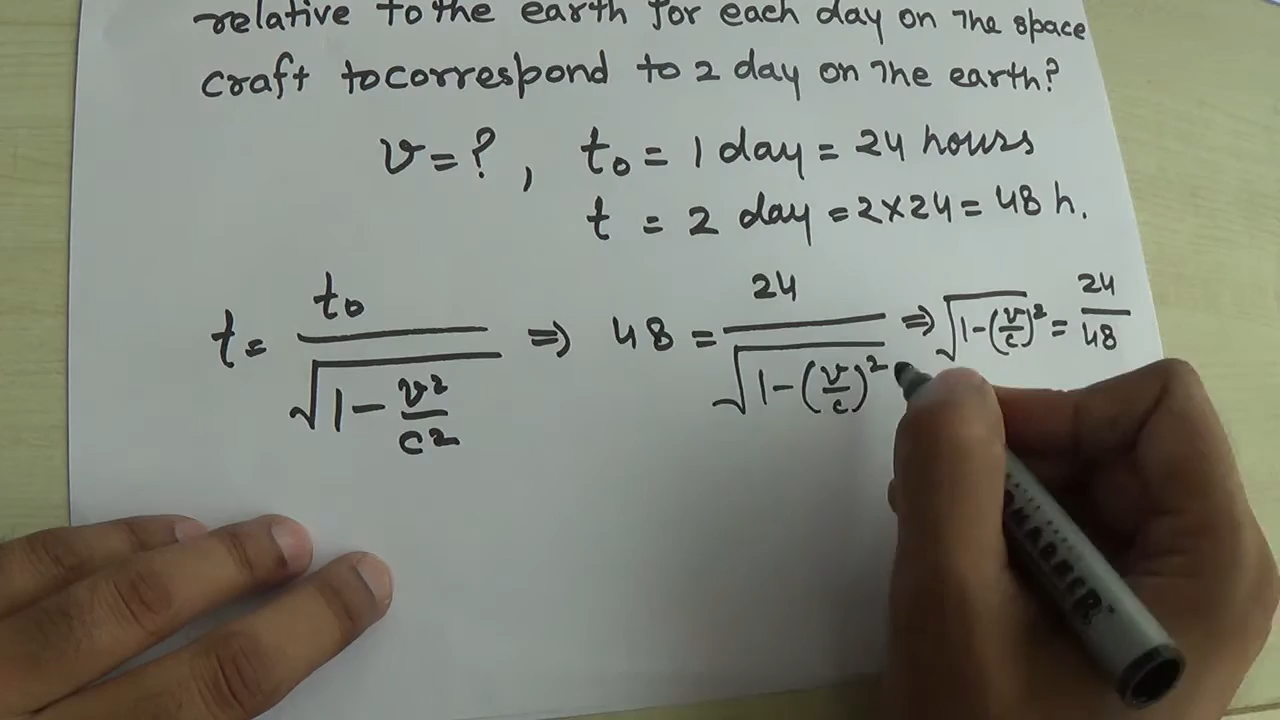 relative to the earth for each day on the space
craft to correspond to 2 day on the earth?
v = ? , t₀ = 1 day = 24 hours
t = 2 day = 2×24 = 48 h.
t = t₀ / √(1 - v²/c²) ⇒ 48 = 24 / √(1 - (v/c)²) ⇒ √(1 - (v/c)²) = 24/48
MARKER